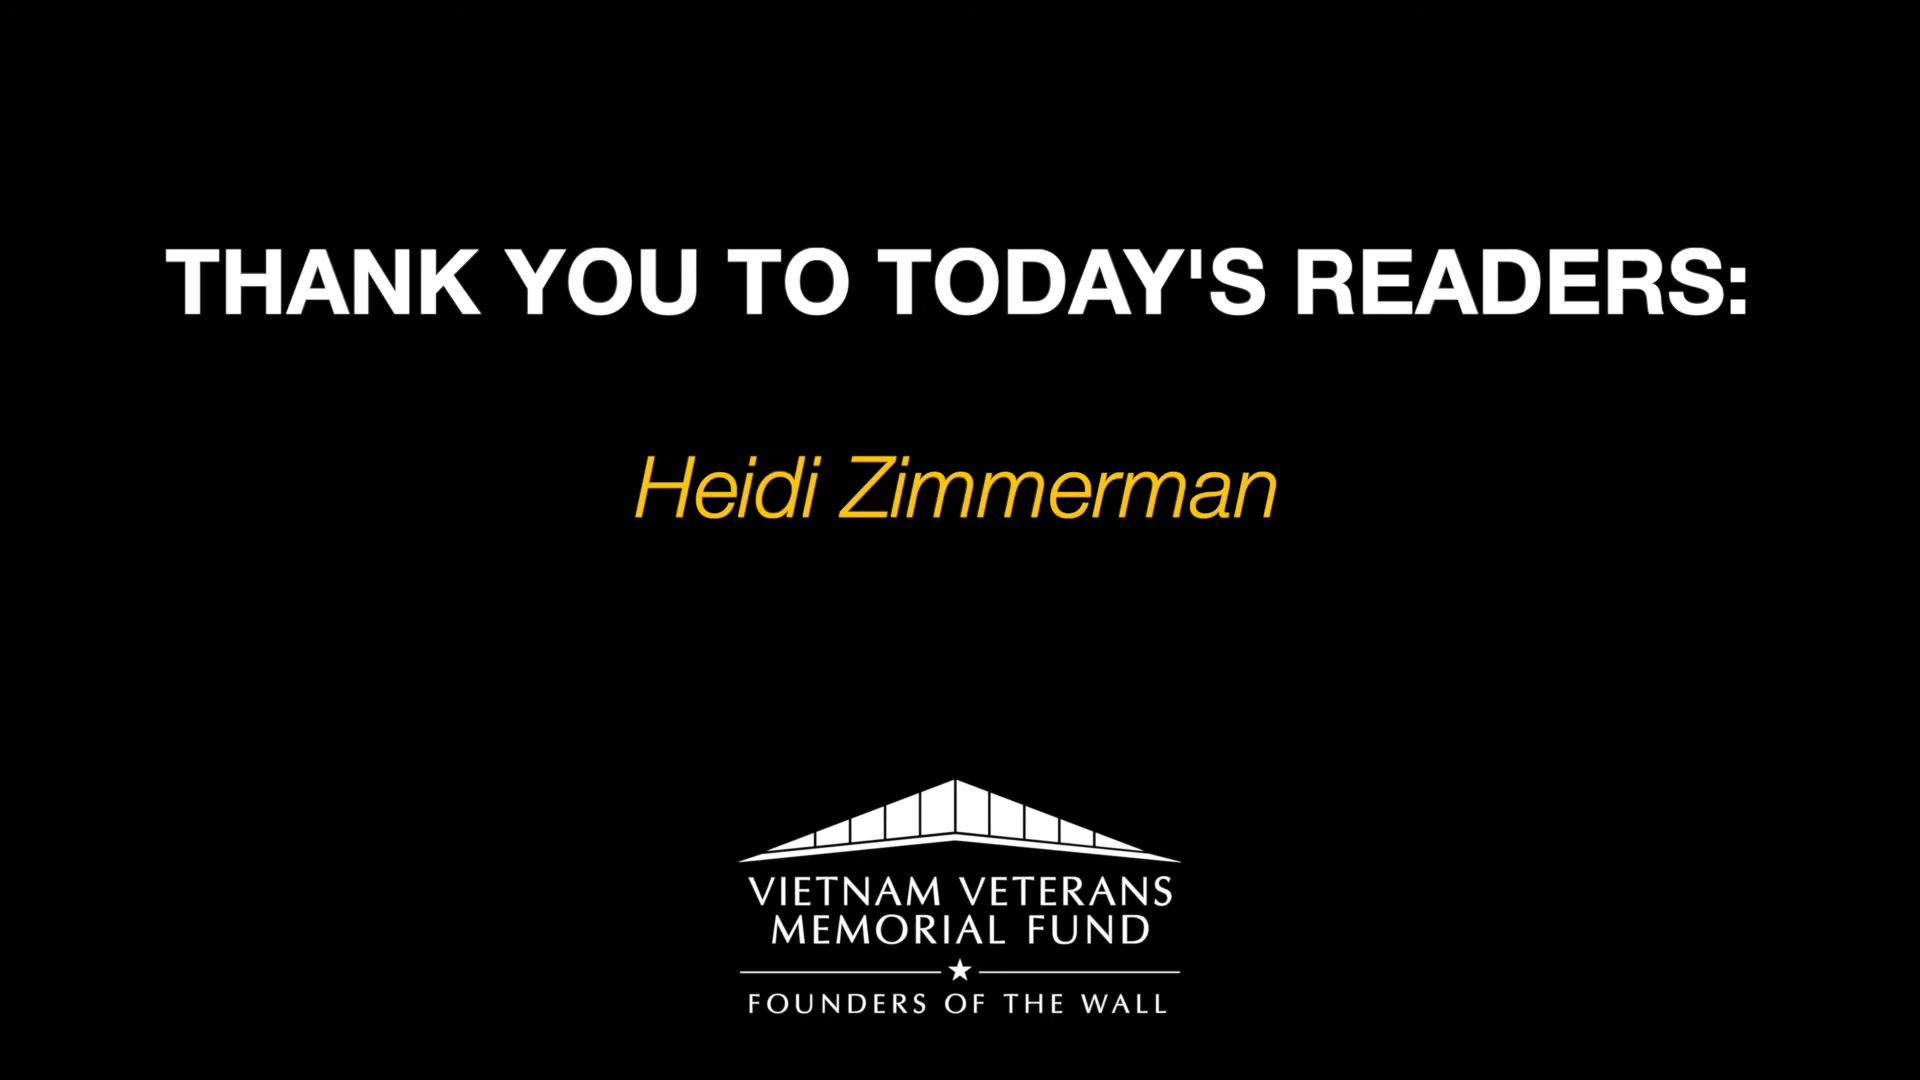 THANK YOU TO TODAY'S READERS:
Heidi Zimmerman
VIETNAM VETERANS
MEMORIAL FUND
FOUNDERS OF THE WALL